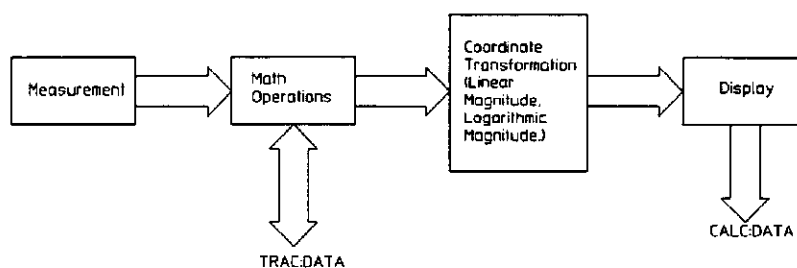 Measurement
Math
Operations
Coordinate
Transformation
(Linear
Magnitude,
Logarithmic
Magnitude.)
Display
TRAC:DATA
CALC:DATA